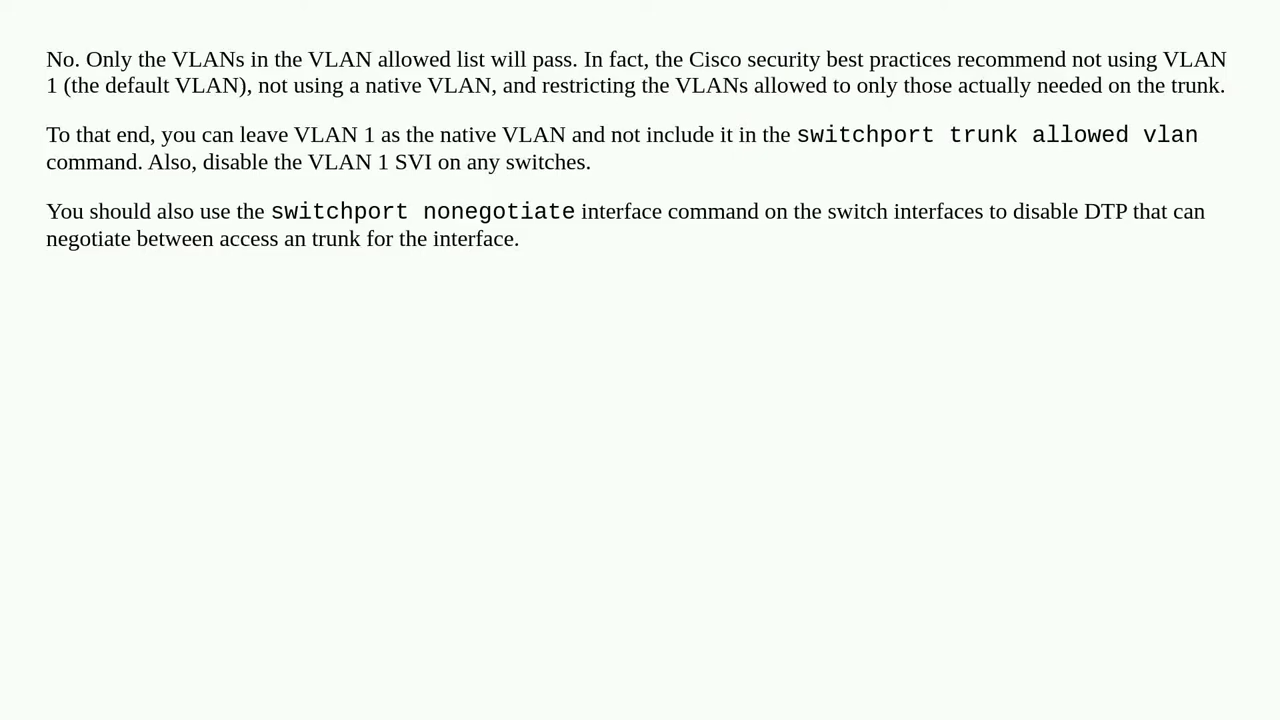 No. Only the VLANs in the VLAN allowed list will pass. In fact, the Cisco security best practices recommend not using VLAN
1 (the default VLAN), not using a native VLAN, and restricting the VLANs allowed to only those actually needed on the trunk.
To that end, you can leave VLAN 1 as the native VLAN and not include it in the switchport trunk allowed vlan
command. Also, disable the VLAN 1 SVI on any switches.
You should also use the switchport nonegotiate interface command on the switch interfaces to disable DTP that can
negotiate between access an trunk for the interface.